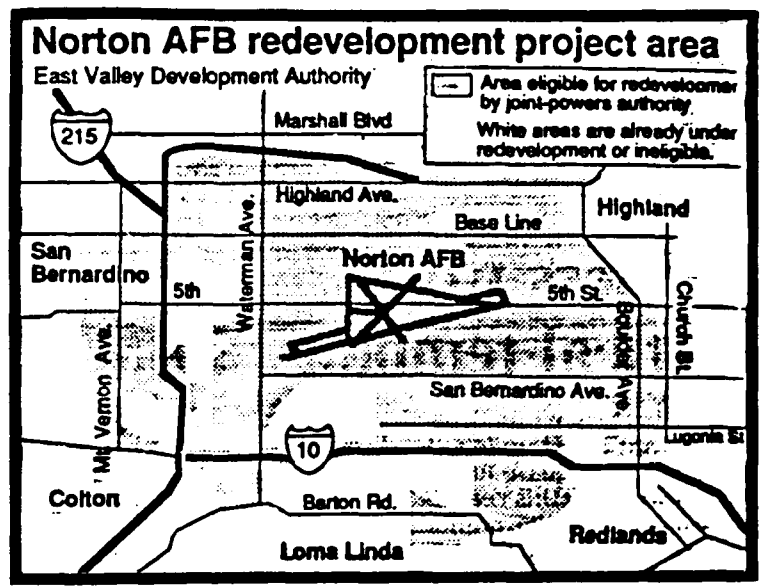 Norton AFB redevelopment project area
East Valley Development Authority
Area eligible for
by joint-powers authority
White areas are already under
redevelopment or ineligible.
215
Marshall Blvd
Highland Ave.
Highland
Base Line
Waterman Ave.
San
Bernardino
Norton AFB
5th
5th St.
Church St.
Boulder Ave.
Mt Vernon Ave.
San Bernardino Ave.
Lugonia St
10
Colton
Barton Rd.
Redlands
Loma Linda